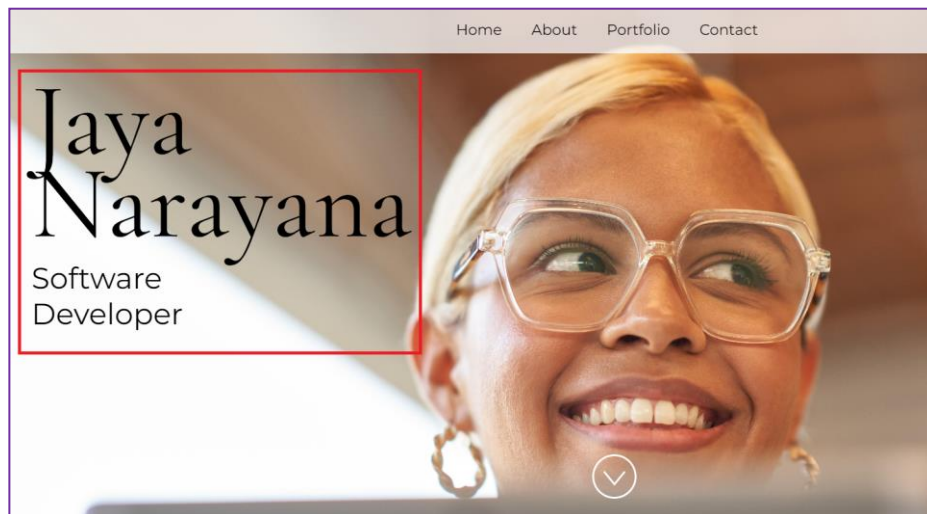 Home About Portfolio Contact
Jaya
Narayana
Software
Developer